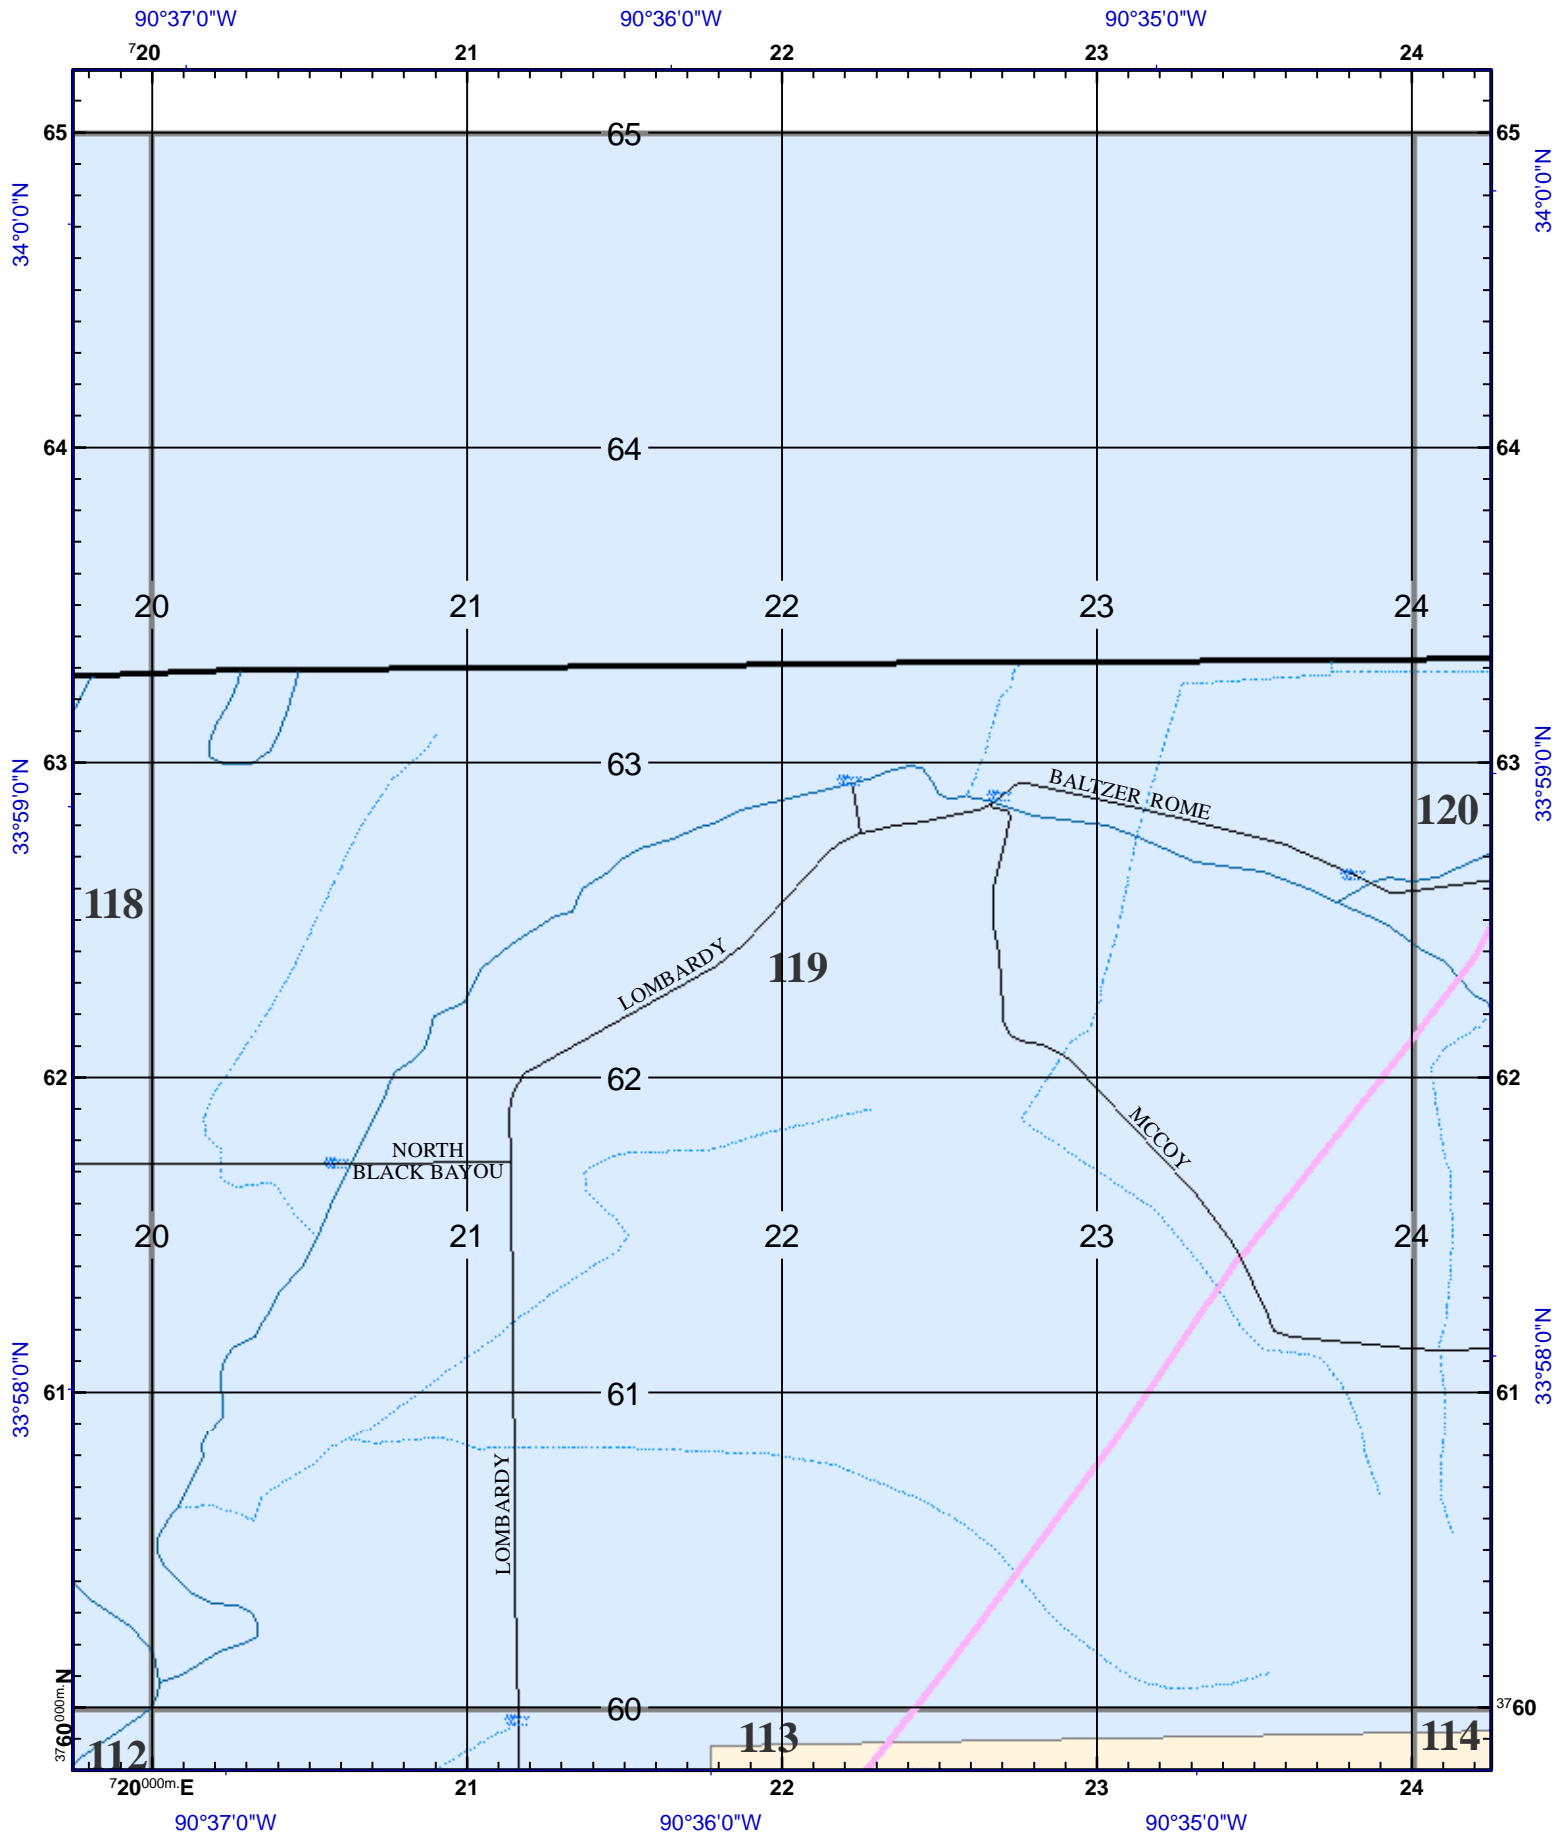 90°37'0"W 90°36'0"W 90°35'0"W
720 21 22 23 24
65 65 65
34°0'0"N 34°0'0"N
64 64 64
20 21 22 23 24
63 63 63
33°59'0"N 33°59'0"N
BALTZER ROME
120
118
LOMBARDY
119
62 62 62
MCCOY
NORTH
BLACK BAYOU
20 21 22 23 24
33°58'0"N 33°58'0"N
61 61 61
LOMBARDY
3760000m.N 60 3760
112 113 114
720000m.E 21 22 23 24
90°37'0"W 90°36'0"W 90°35'0"W